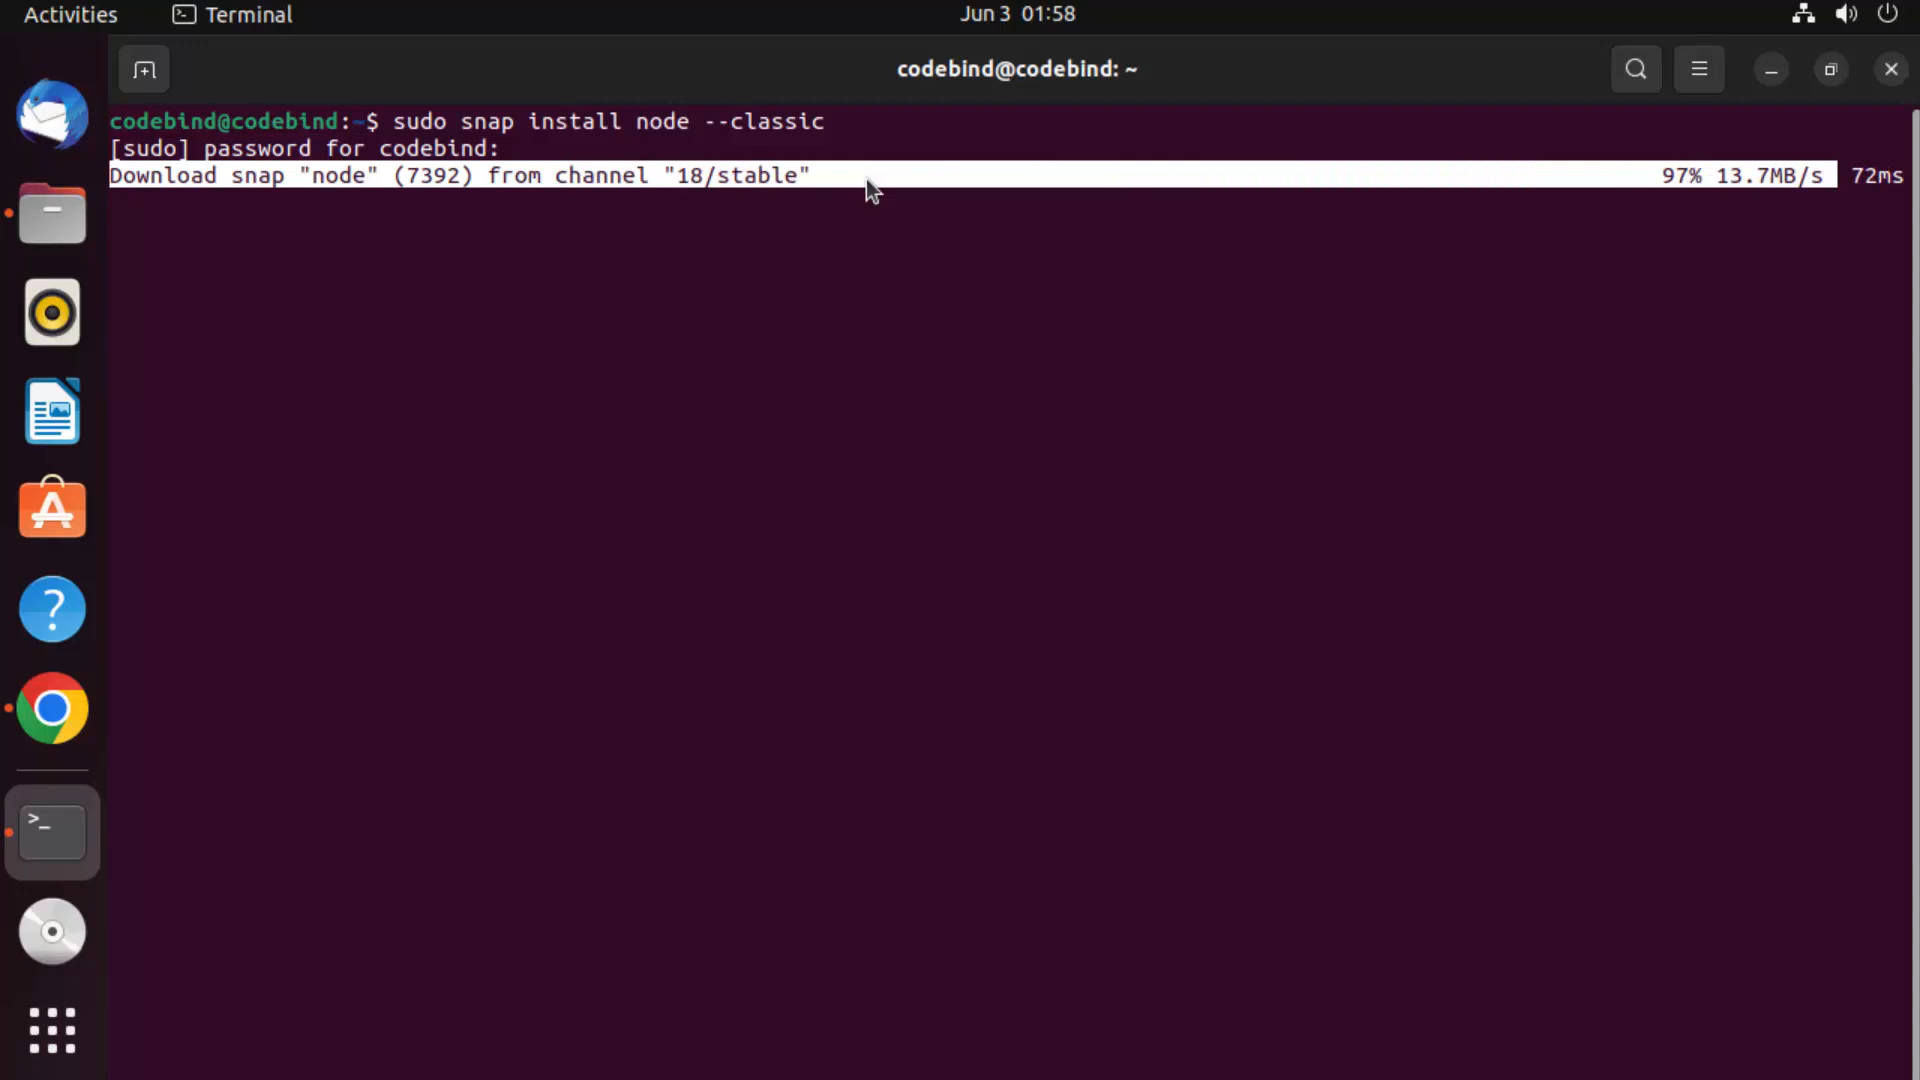 Activities Terminal Jun 3 01:58
codebind@codebind: ~
codebind@codebind:~$ sudo snap install node --classic
[sudo] password for codebind:
Download snap "node" (7392) from channel "18/stable" 97% 13.7MB/s 72ms